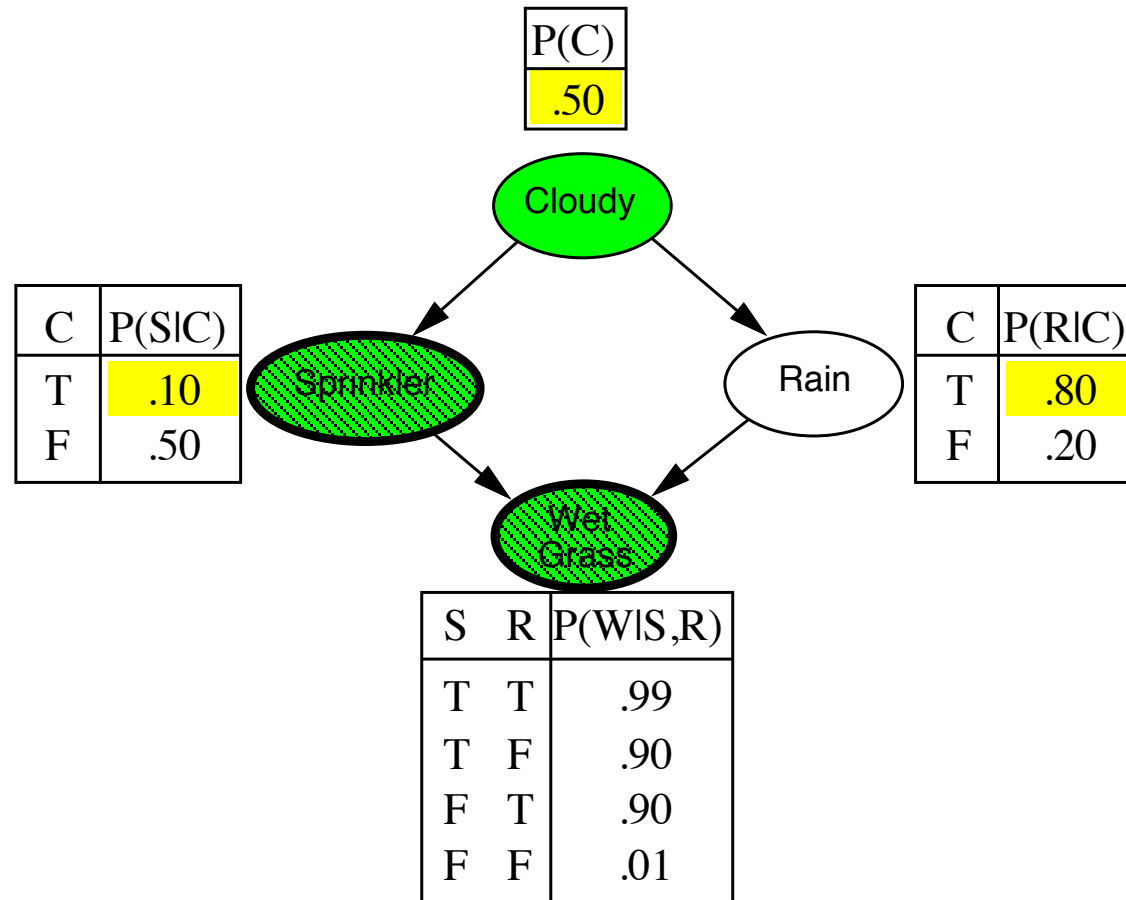 P(C)
.50
Cloudy
C P(S|C)
T .10
F .50
Sprinkler
Rain
C P(R|C)
T .80
F .20
Wet
Grass
S R P(W|S,R)
T T .99
T F .90
F T .90
F F .01